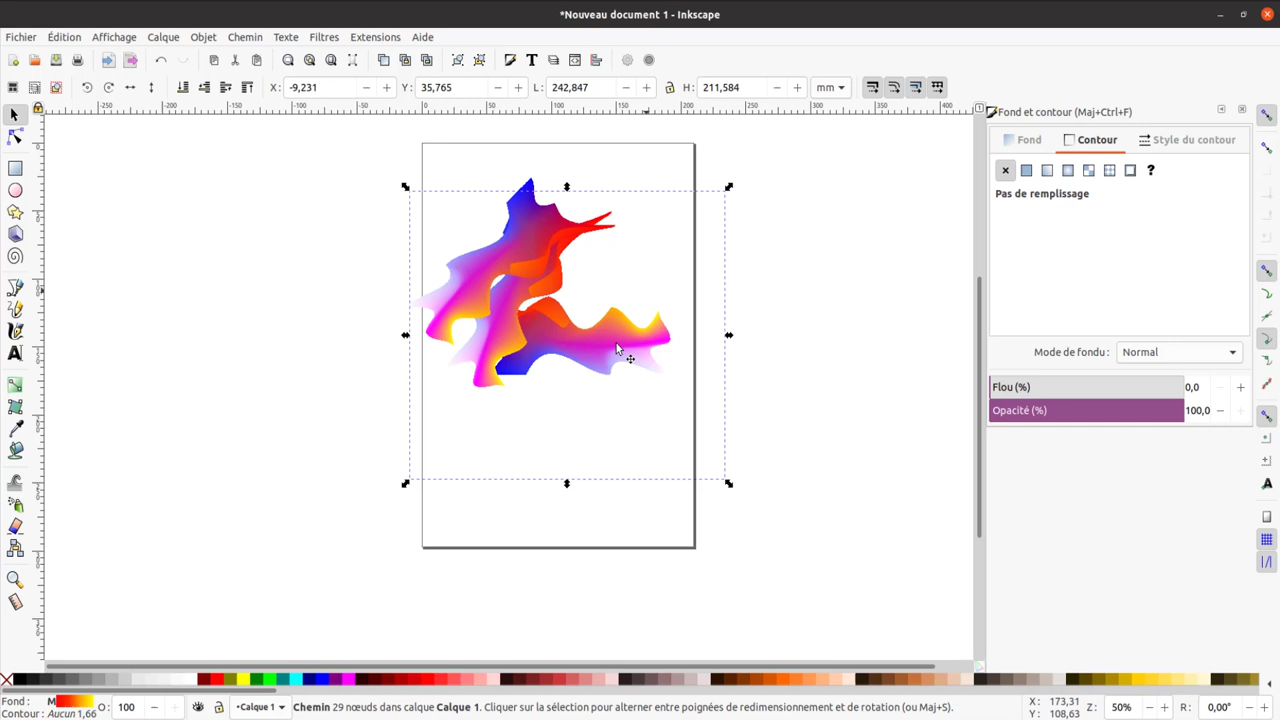 *Nouveau document 1 - Inkscape
Fichier Édition Affichage Calque Objet Chemin Texte Filtres Extensions Aide
X: -9,231 Y: 35,765 L: 242,847 H: 211,584 mm
Fond et contour (Maj+Ctrl+F)
Fond Contour Style du contour
Pas de remplissage
Mode de fondu : Normal
Flou (%) 0,0
Opacité (%) 100,0
Fond : M
Contour : Aucun 1,66
O: 100
•Calque 1
Chemin 29 nœuds dans calque Calque 1. Cliquer sur la sélection pour alterner entre poignées de redimensionnement et de rotation (ou Maj+S).
X: 173,31
Y: 108,63
Z: 50%
R: 0,00°